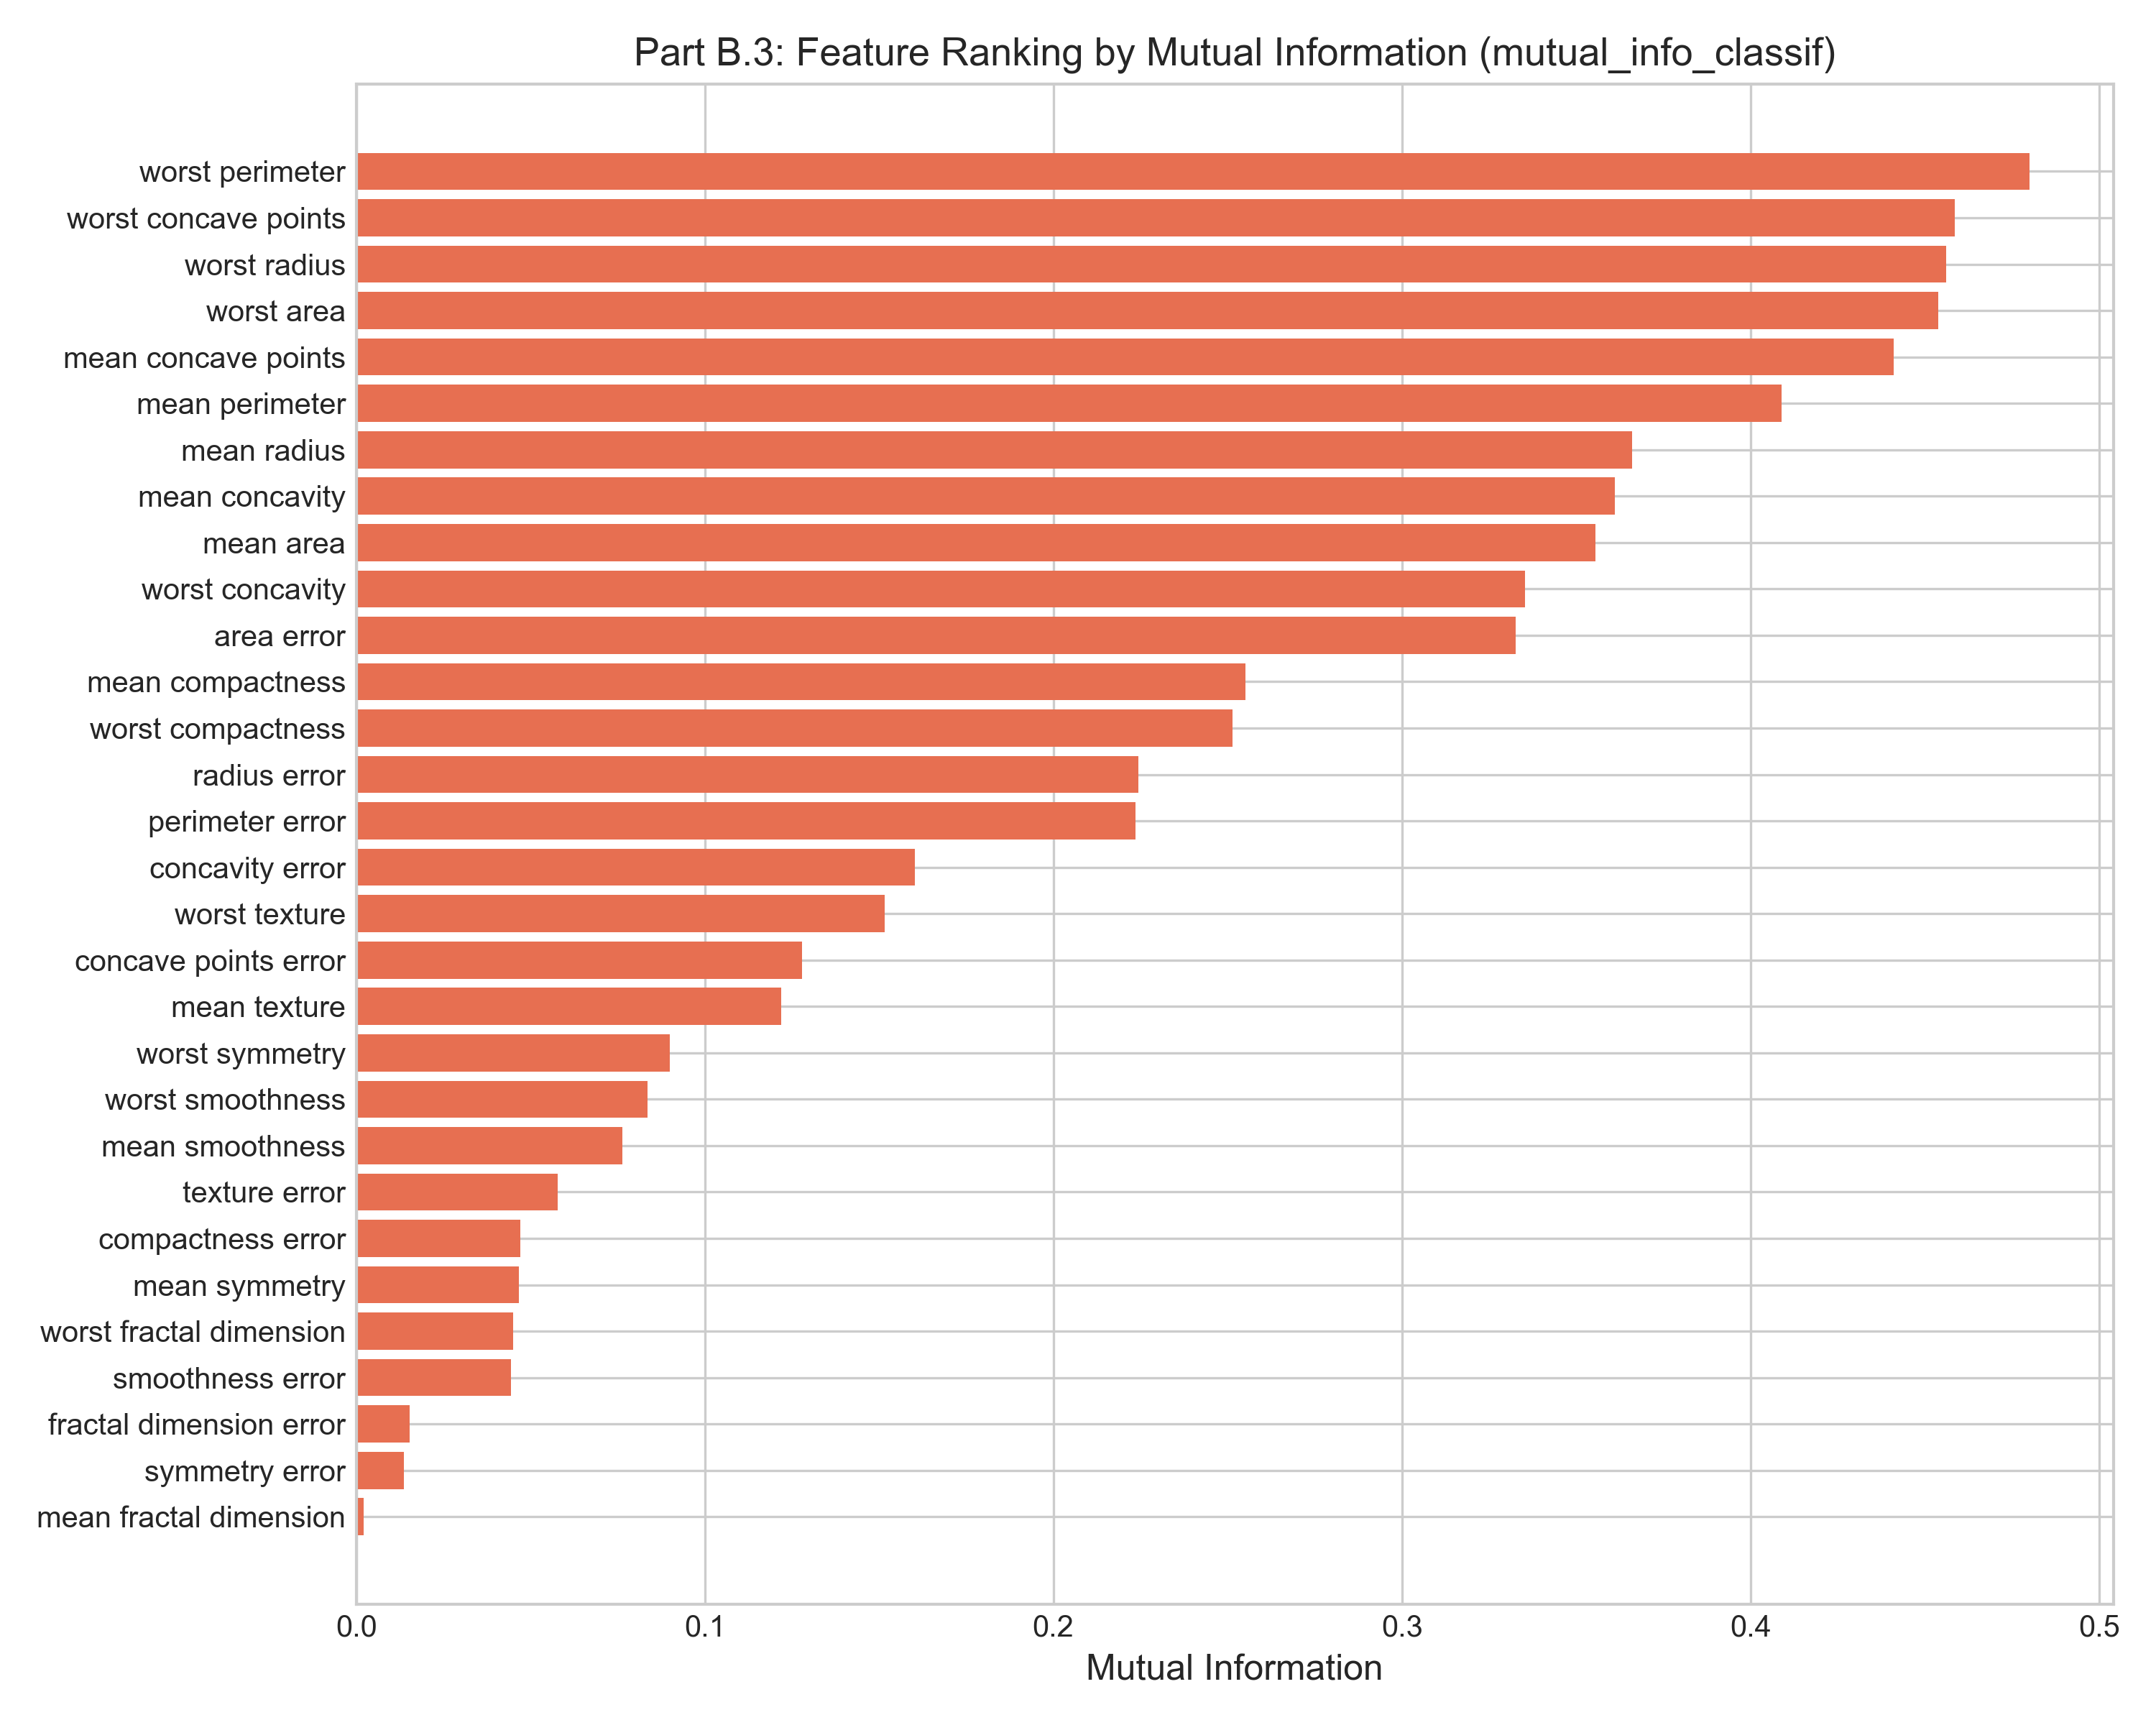 Part B.3: Feature Ranking by Mutual Information (mutual_info_classif)
worst perimeter
worst concave points
worst radius
worst area
mean concave points
mean perimeter
mean radius
mean concavity
mean area
worst concavity
area error
mean compactness
worst compactness
radius error
perimeter error
concavity error
worst texture
concave points error
mean texture
worst symmetry
worst smoothness
mean smoothness
texture error
compactness error
mean symmetry
worst fractal dimension
smoothness error
fractal dimension error
symmetry error
mean fractal dimension
0.0 0.1 0.2 0.3 0.4 0.5
Mutual Information